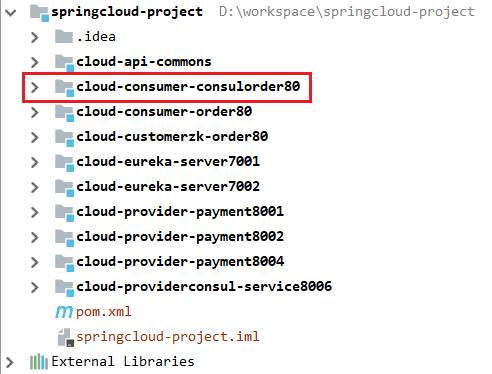 springcloud-project D:\workspace\springcloud-project
.idea
cloud-api-commons
cloud-consumer-consulorder80
cloud-consumer-order80
cloud-customerzk-order80
cloud-eureka-server7001
cloud-eureka-server7002
cloud-provider-payment8001
cloud-provider-payment8002
cloud-provider-payment8004
cloud-providerconsul-service8006
m pom.xml
springcloud-project.iml
External Libraries